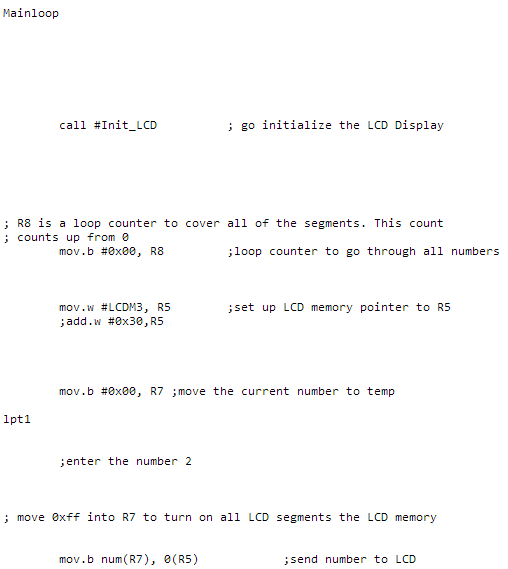 Mainloop
call #Init_LCD ; go initialize the LCD Display
; R8 is a loop counter to cover all of the segments. This count
; counts up from 0
mov.b #0x00, R8 ;loop counter to go through all numbers
mov.w #LCDM3, R5 ;set up LCD memory pointer to R5
;add.w #0x30,R5
mov.b #0x00, R7 ;move the current number to temp
lpt1
;enter the number 2
; move 0xff into R7 to turn on all LCD segments the LCD memory
mov.b num(R7), 0(R5) ;send number to LCD